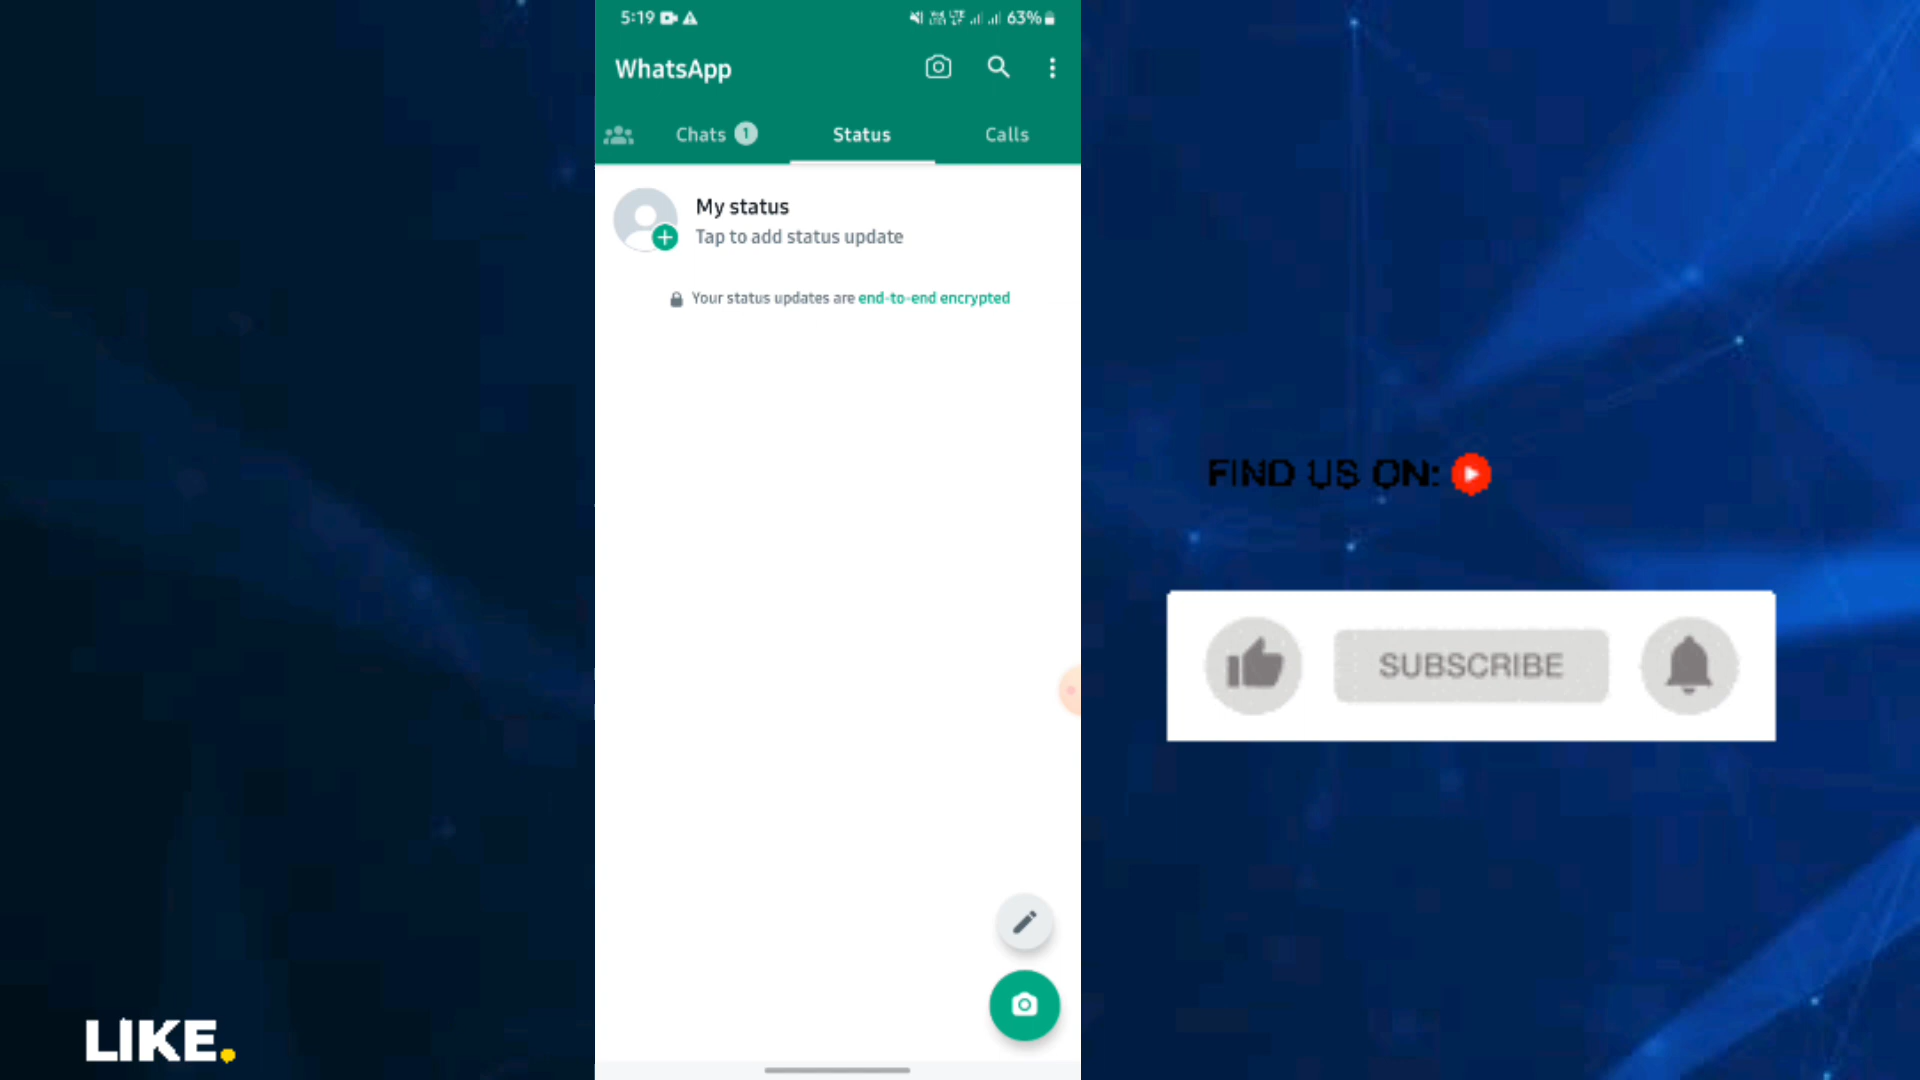 5:19
63%
WhatsApp
Chats 1
Status
Calls
My status
Tap to add status update
Your status updates are end-to-end encrypted
FIND US ON:
SUBSCRIBE
LIKE.